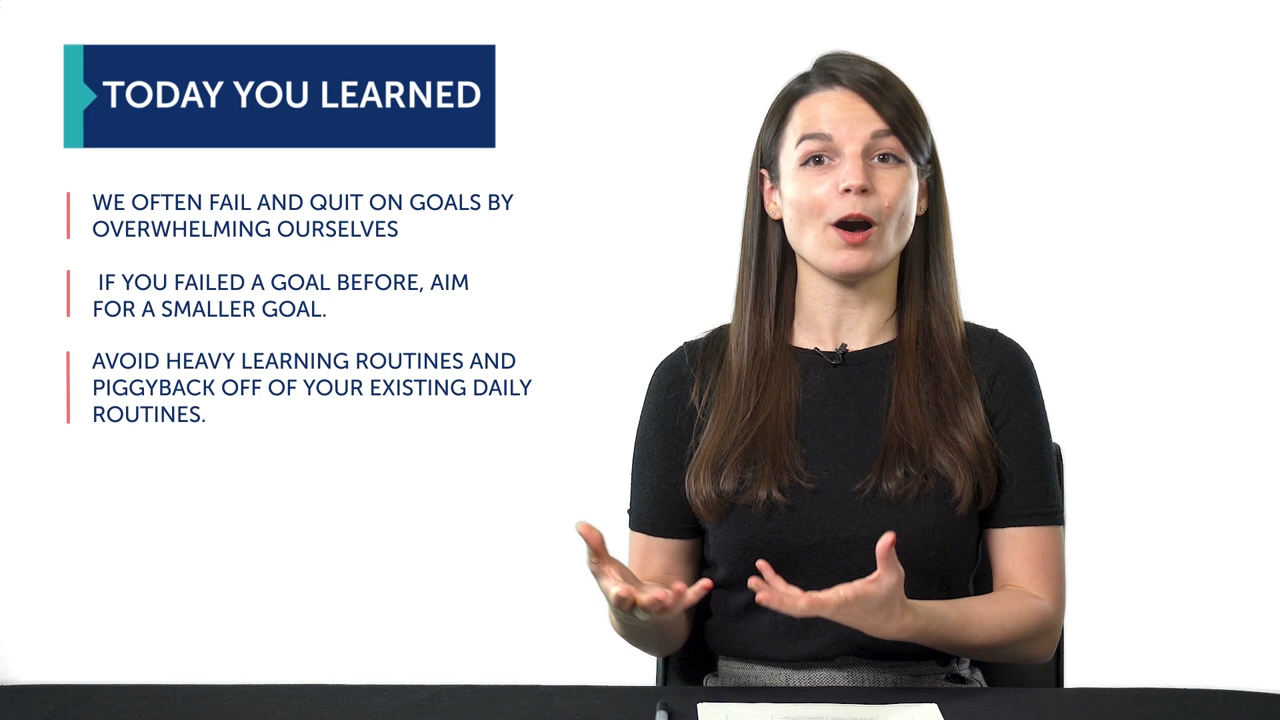 TODAY YOU LEARNED
WE OFTEN FAIL AND QUIT ON GOALS BY
OVERWHELMING OURSELVES
IF YOU FAILED A GOAL BEFORE, AIM
FOR A SMALLER GOAL.
AVOID HEAVY LEARNING ROUTINES AND
PIGGYBACK OFF OF YOUR EXISTING DAILY
ROUTINES.